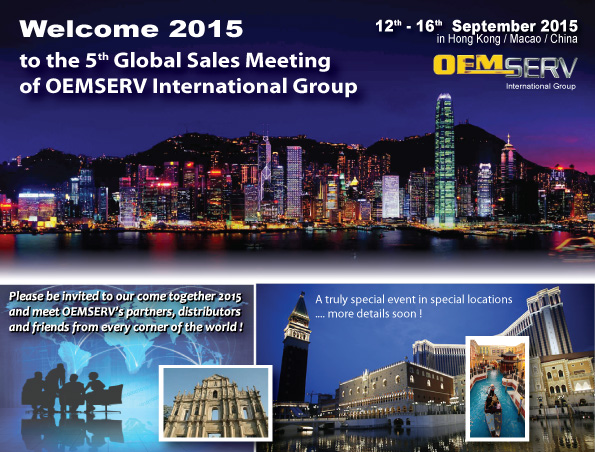 Welcome 2015
to the 5th Global Sales Meeting
of OEMSERV International Group
12th - 16th September 2015
in Hong Kong / Macao / China
OEMSERV
International Group
Please be invited to our come together 2015
and meet OEMSERV's partners, distributors
and friends from every corner of the world !
A truly special event in special locations
.... more details soon !